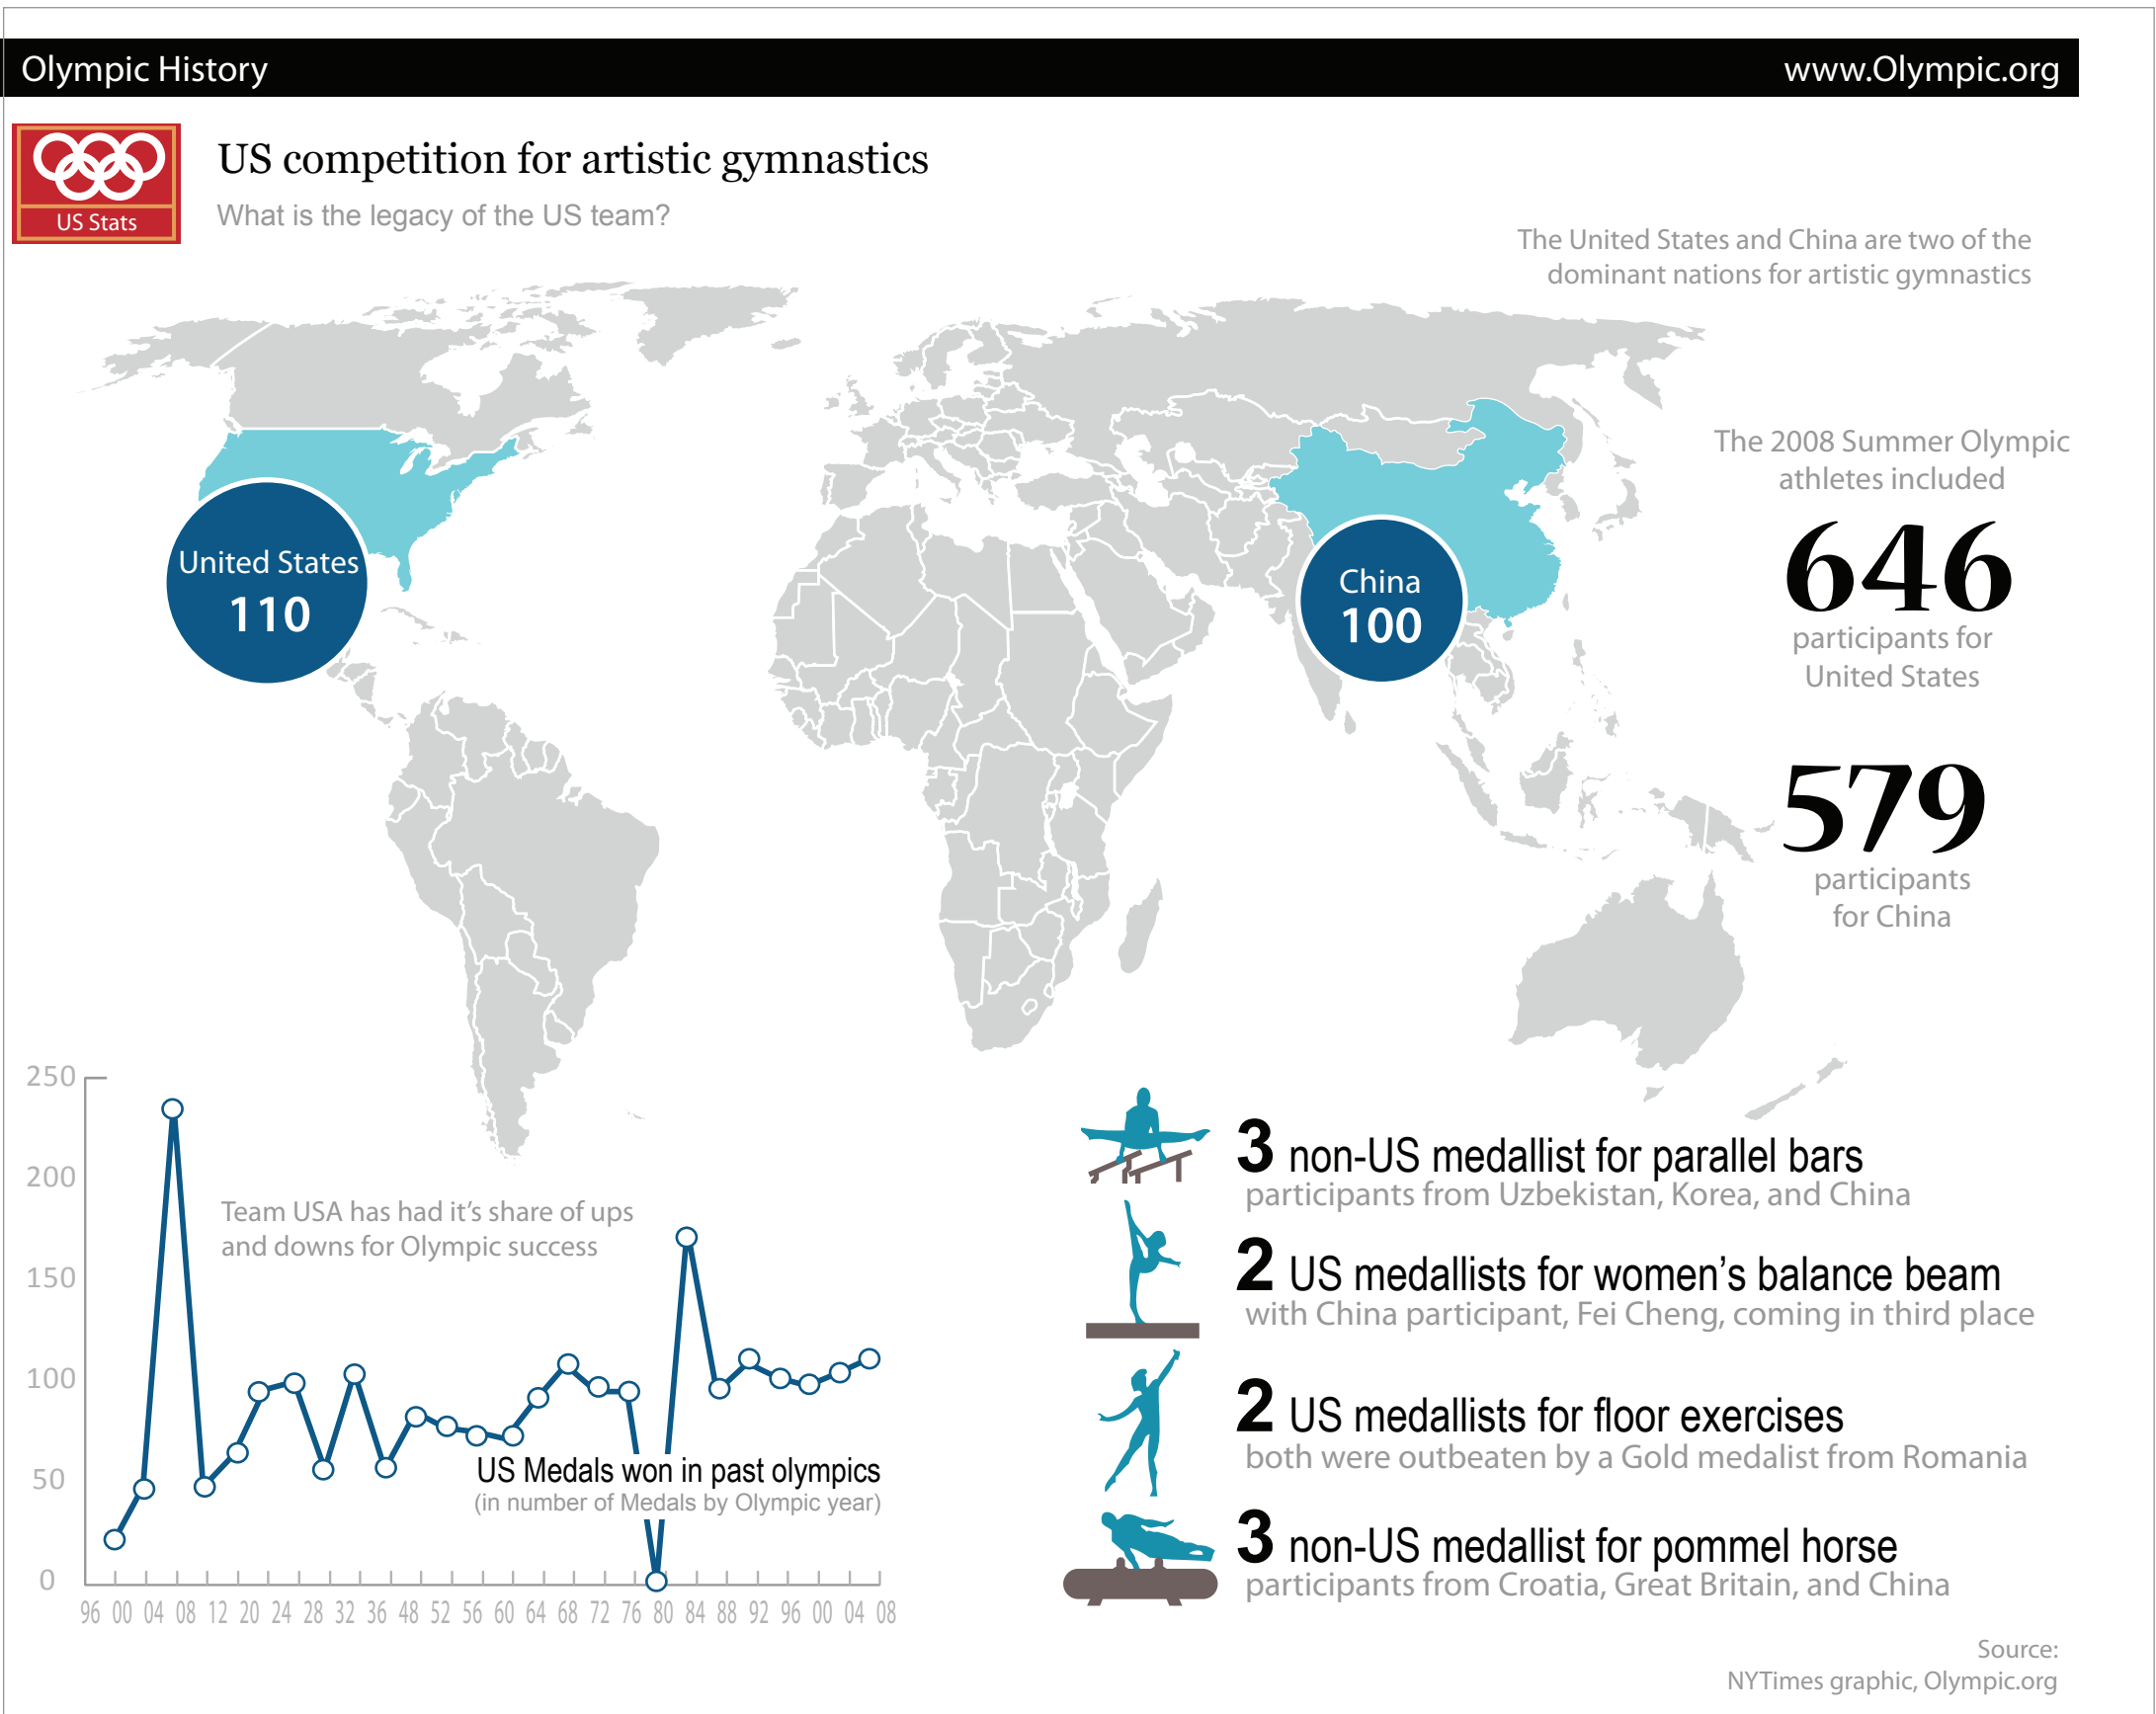 Olympic History
www.Olympic.org
US Stats
US competition for artistic gymnastics
What is the legacy of the US team?
The United States and China are two of the
dominant nations for artistic gymnastics
United States
110
China
100
The 2008 Summer Olympic
athletes included
646
participants for
United States
579
participants
for China
250
200
150
100
50
0
Team USA has had it's share of ups
and downs for Olympic success
US Medals won in past olympics
(in number of Medals by Olympic year)
96 00 04 08 12 20 24 28 32 36 48 52 56 60 64 68 72 76 80 84 88 92 96 00 04 08
3 non-US medallist for parallel bars
participants from Uzbekistan, Korea, and China
2 US medallists for women's balance beam
with China participant, Fei Cheng, coming in third place
2 US medallists for floor exercises
both were outbeaten by a Gold medalist from Romania
3 non-US medallist for pommel horse
participants from Croatia, Great Britain, and China
Source:
NYTimes graphic, Olympic.org